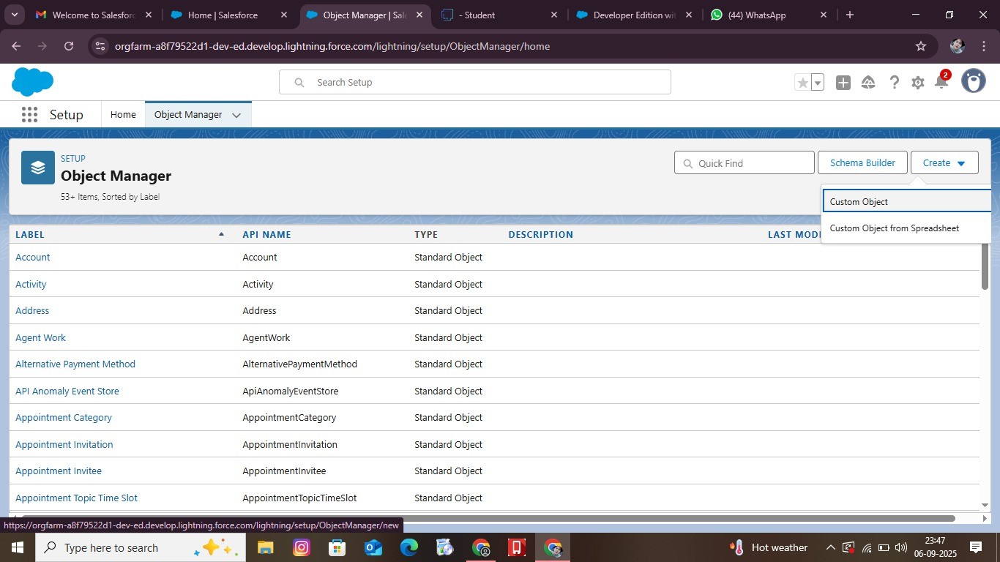 Welcome to Salesforc
Home | Salesforce
Object Manager | Sale
- Student
Developer Edition wit
(44) WhatsApp
orgfarm-a8f79522d1-dev-ed.develop.lightning.force.com/lightning/setup/ObjectManager/home
Search Setup
2
Setup
Home
Object Manager
SETUP
Object Manager
53+ Items, Sorted by Label
Quick Find
Schema Builder
Create
Custom Object
Custom Object from Spreadsheet
LABEL API NAME TYPE DESCRIPTION LAST MODI
Account Account Standard Object
Activity Activity Standard Object
Address Address Standard Object
Agent Work AgentWork Standard Object
Alternative Payment Method AlternativePaymentMethod Standard Object
API Anomaly Event Store ApiAnomalyEventStore Standard Object
Appointment Category AppointmentCategory Standard Object
Appointment Invitation AppointmentInvitation Standard Object
Appointment Invitee AppointmentInvitee Standard Object
Appointment Topic Time Slot AppointmentTopicTimeSlot Standard Object
https://orgfarm-a8f79522d1-dev-ed.develop.lightning.force.com/lightning/setup/ObjectManager/new
Type here to search
Hot weather
23:47
06-09-2025